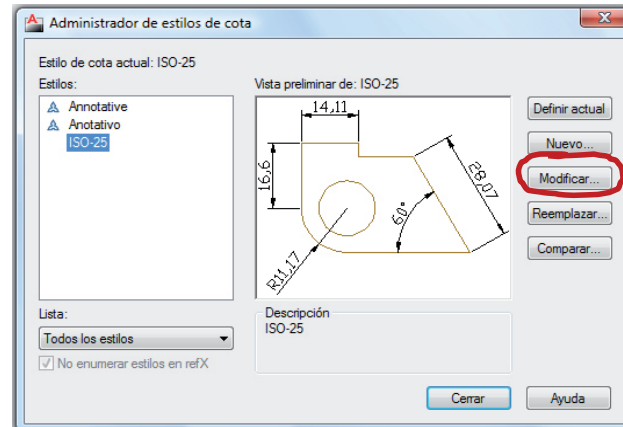 Administrador de estilos de cota
Estilo de cota actual: ISO-25
Estilos:
Annotative
Anotativo
ISO-25
Vista preliminar de: ISO-25
14,11
16,6
28,07
60°
R11,17
Definir actual
Nuevo...
Modificar...
Reemplazar...
Comparar...
Lista:
Todos los estilos
No enumerar estilos en refX
Descripción
ISO-25
Cerrar
Ayuda